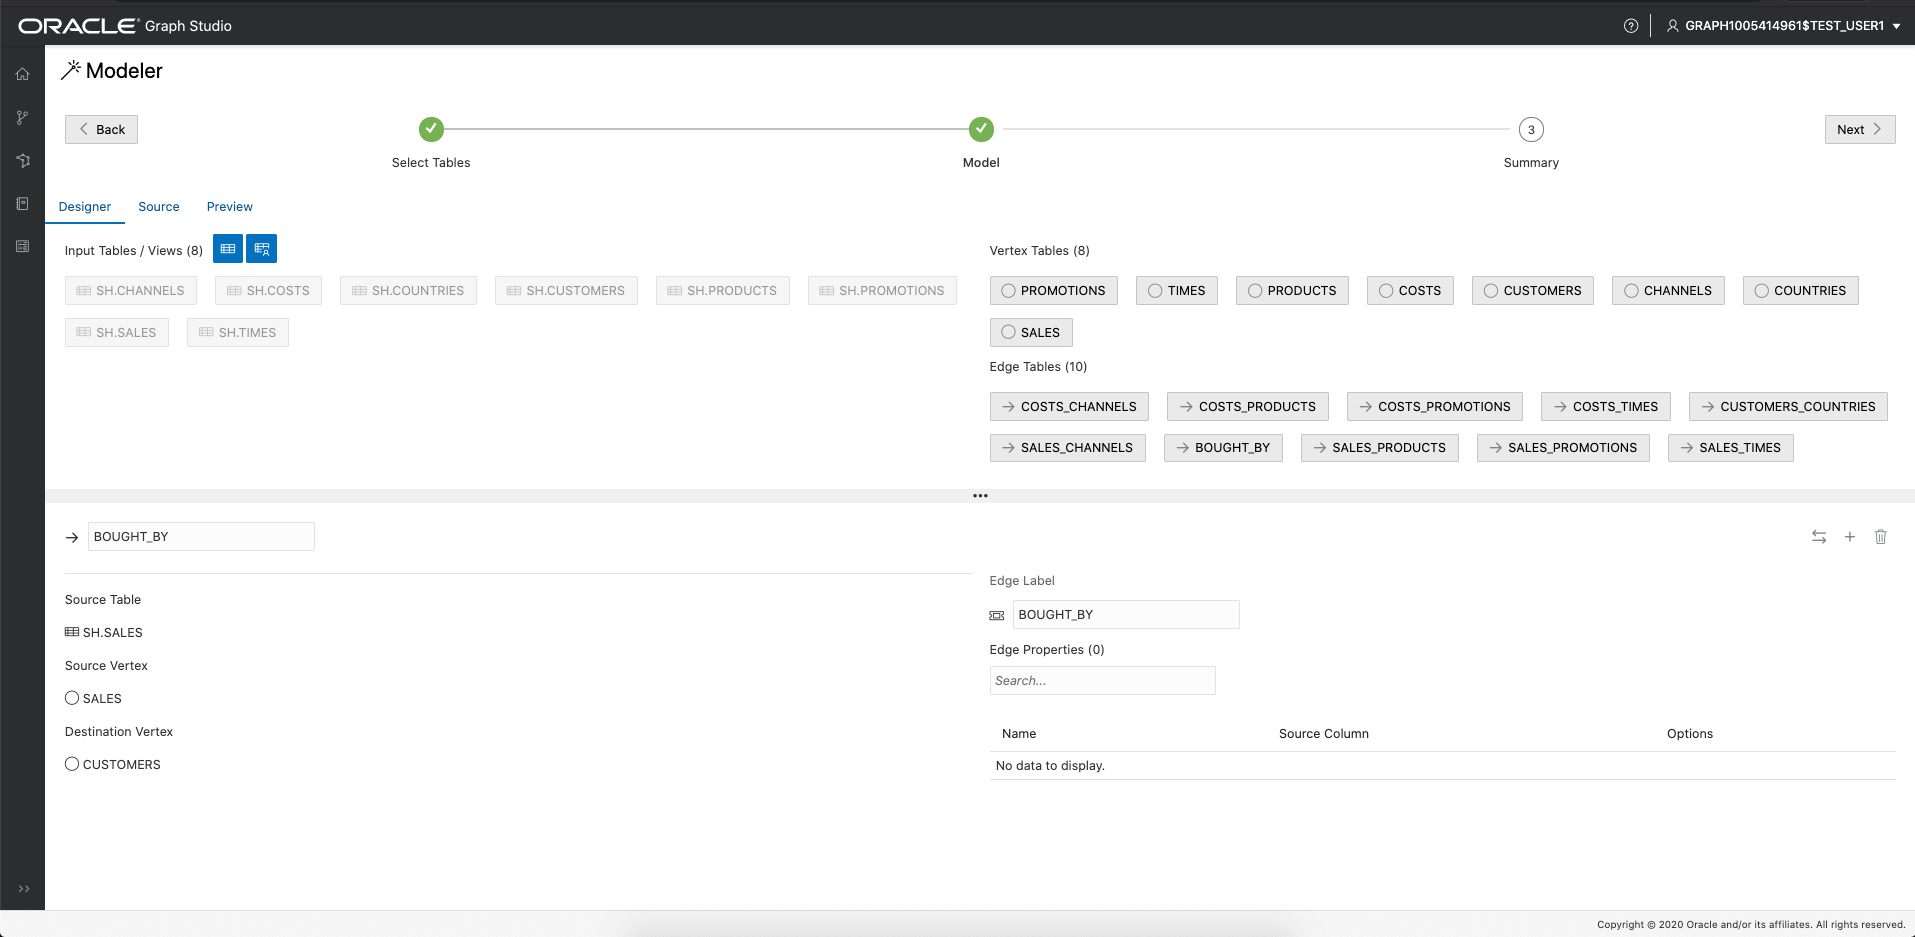 ORACLE® Graph Studio
GRAPH1005414961$TEST_USER1
Modeler
Back
Next
3
Select Tables
Model
Summary
Designer Source Preview
Input Tables / Views (8)
SH.CHANNELS SH.COSTS SH.COUNTRIES SH.CUSTOMERS SH.PRODUCTS SH.PROMOTIONS
SH.SALES SH.TIMES
Vertex Tables (8)
PROMOTIONS TIMES PRODUCTS COSTS CUSTOMERS CHANNELS COUNTRIES
SALES
Edge Tables (10)
COSTS_CHANNELS COSTS_PRODUCTS COSTS_PROMOTIONS COSTS_TIMES CUSTOMERS_COUNTRIES
SALES_CHANNELS BOUGHT_BY SALES_PRODUCTS SALES_PROMOTIONS SALES_TIMES
BOUGHT_BY
Source Table
SH.SALES
Source Vertex
SALES
Destination Vertex
CUSTOMERS
Edge Label
BOUGHT_BY
Edge Properties (0)
Search...
Name Source Column Options
No data to display.
Copyright © 2020 Oracle and/or its affiliates. All rights reserved.